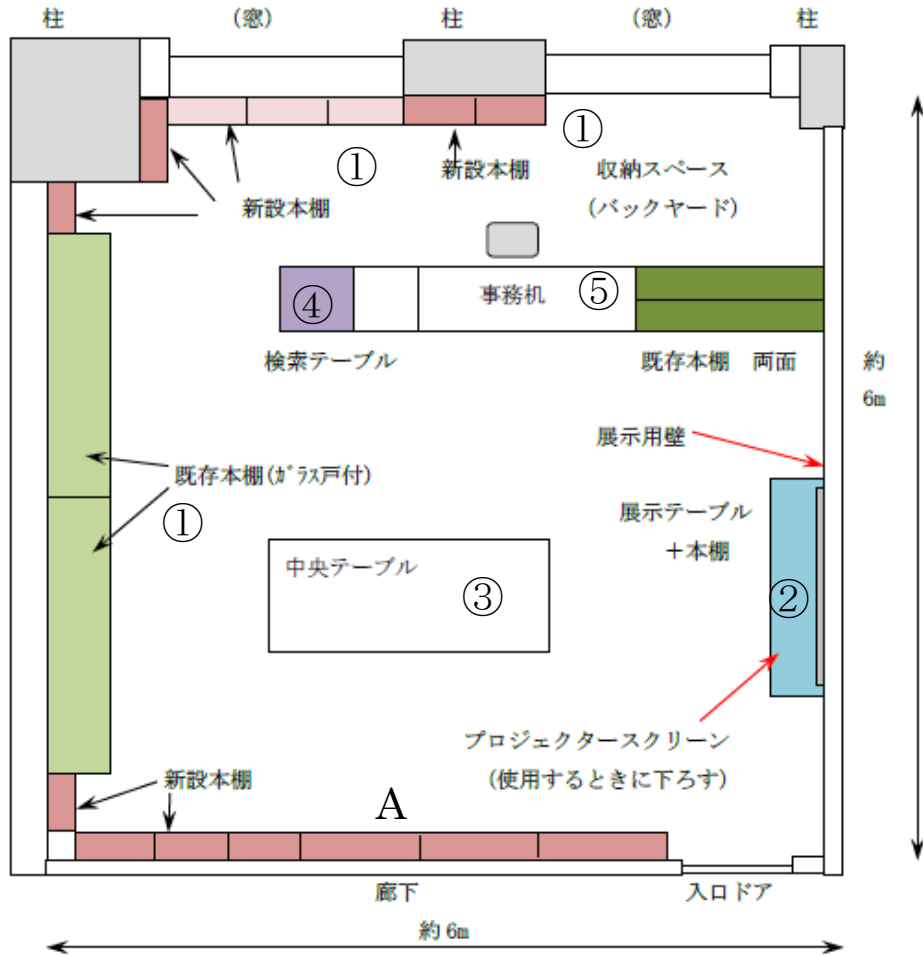 柱
(窓)
柱
(窓)
柱
①
①
新設本棚
収納スペース
(バックヤード)
新設本棚
④
事務机
⑤
検索テーブル
既存本棚 両面
約
6m
展示用壁
既存本棚(ｶﾞﾗｽ戸付)
①
展示テーブル
＋本棚
中央テーブル
③
②
プロジェクタースクリーン
(使用するときに下ろす)
新設本棚
A
廊下
入口ドア
約 6m